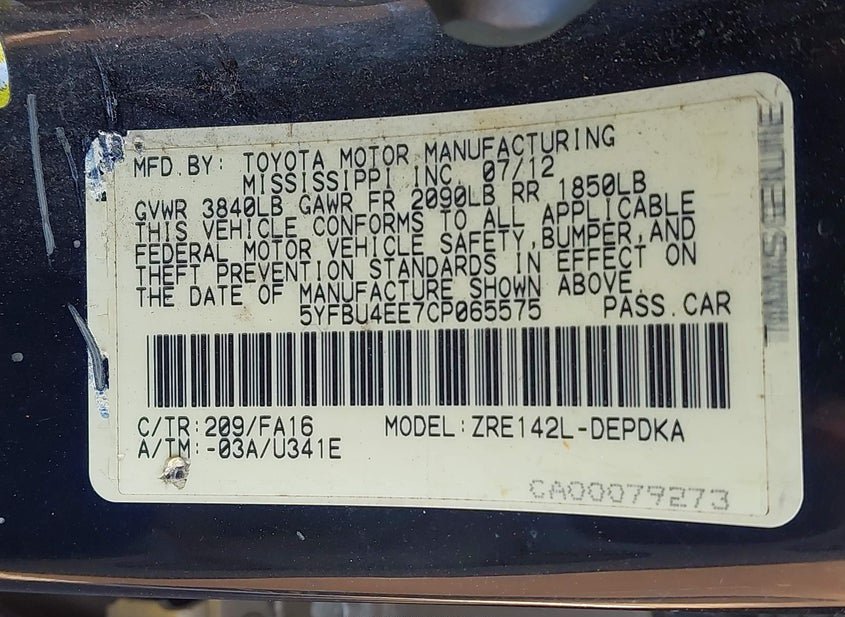 MFD.BY: TOYOTA MOTOR MANUFACTURING
MISSISSIPPI INC. 07/12
GVWR 3840LB GAWR FR 2090LB RR 1850LB
THIS VEHICLE CONFORMS TO ALL APPLICABLE
FEDERAL MOTOR VEHICLE SAFETY,BUMPER,AND
THEFT PREVENTION STANDARDS IN EFFECT ON
THE DATE OF MANUFACTURE SHOWN ABOVE.
5YFBU4EE7CP065575 PASS.CAR
C/TR:209/FA16 MODEL:ZRE142L-DEPDKA
A/TM:-03A/U341E
CA00079273